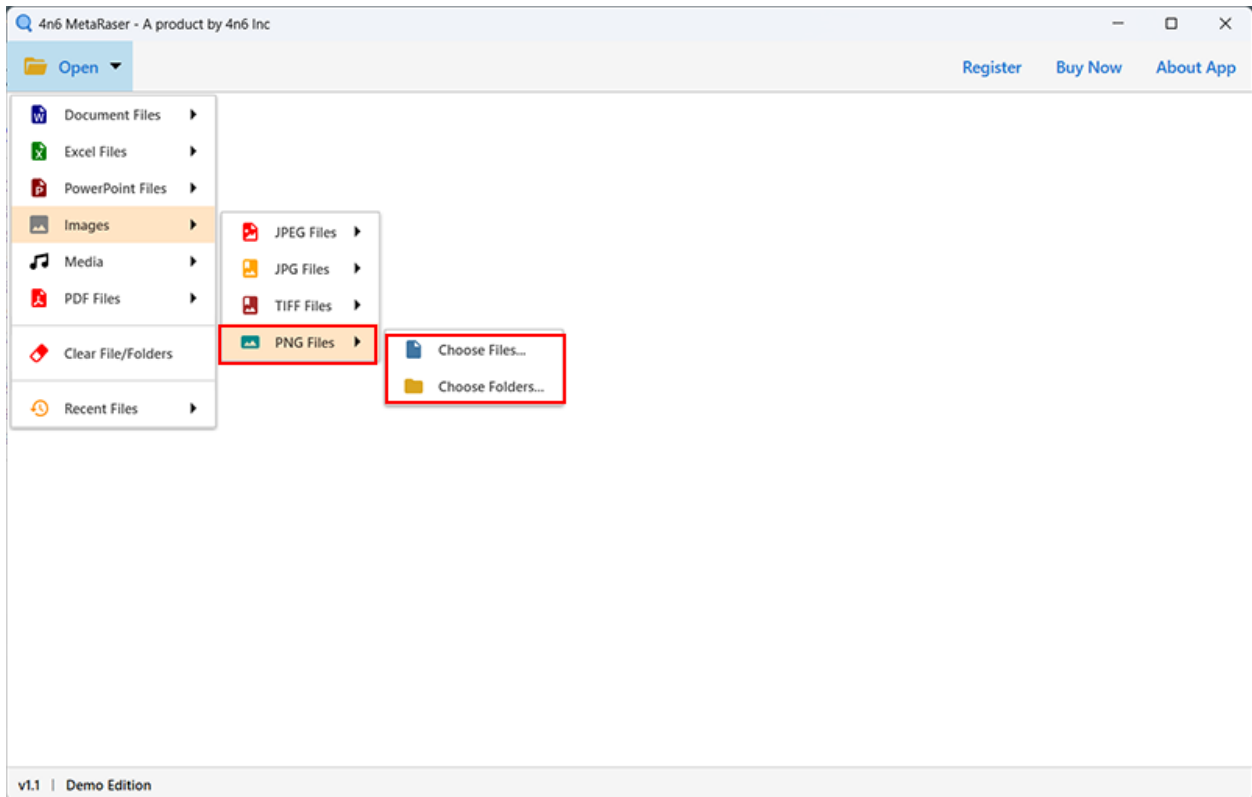 4n6 MetaRaser - A product by 4n6 Inc
Open
Register
Buy Now
About App
Document Files
Excel Files
PowerPoint Files
Images
Media
PDF Files
Clear File/Folders
Recent Files
JPEG Files
JPG Files
TIFF Files
PNG Files
Choose Files...
Choose Folders...
v1.1 | Demo Edition